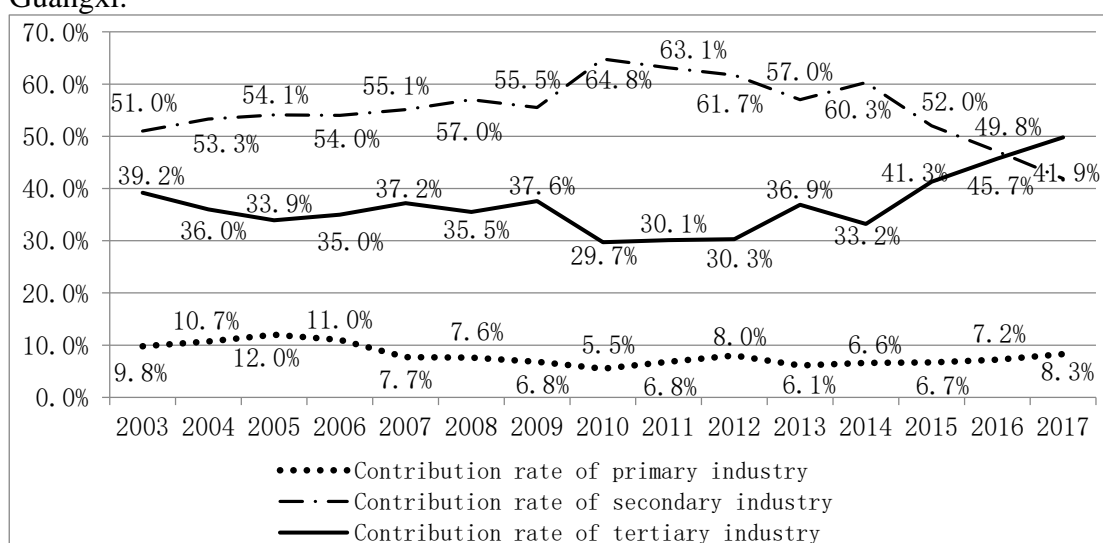 Guangxi.
70.0%
60.0%
50.0%
40.0%
30.0%
20.0%
10.0%
0.0%
51.0% 53.3% 54.1% 54.0% 55.1% 57.0% 55.5% 64.8% 63.1% 61.7% 57.0% 60.3% 52.0% 41.9%
39.2% 36.0% 33.9% 35.0% 37.2% 35.5% 37.6% 29.7% 30.1% 30.3% 36.9% 33.2% 41.3% 45.7% 49.8%
9.8% 10.7% 12.0% 11.0% 7.7% 7.6% 6.8% 5.5% 6.8% 8.0% 6.1% 6.6% 6.7% 7.2% 8.3%
2003 2004 2005 2006 2007 2008 2009 2010 2011 2012 2013 2014 2015 2016 2017
Contribution rate of primary industry
Contribution rate of secondary industry
Contribution rate of tertiary industry